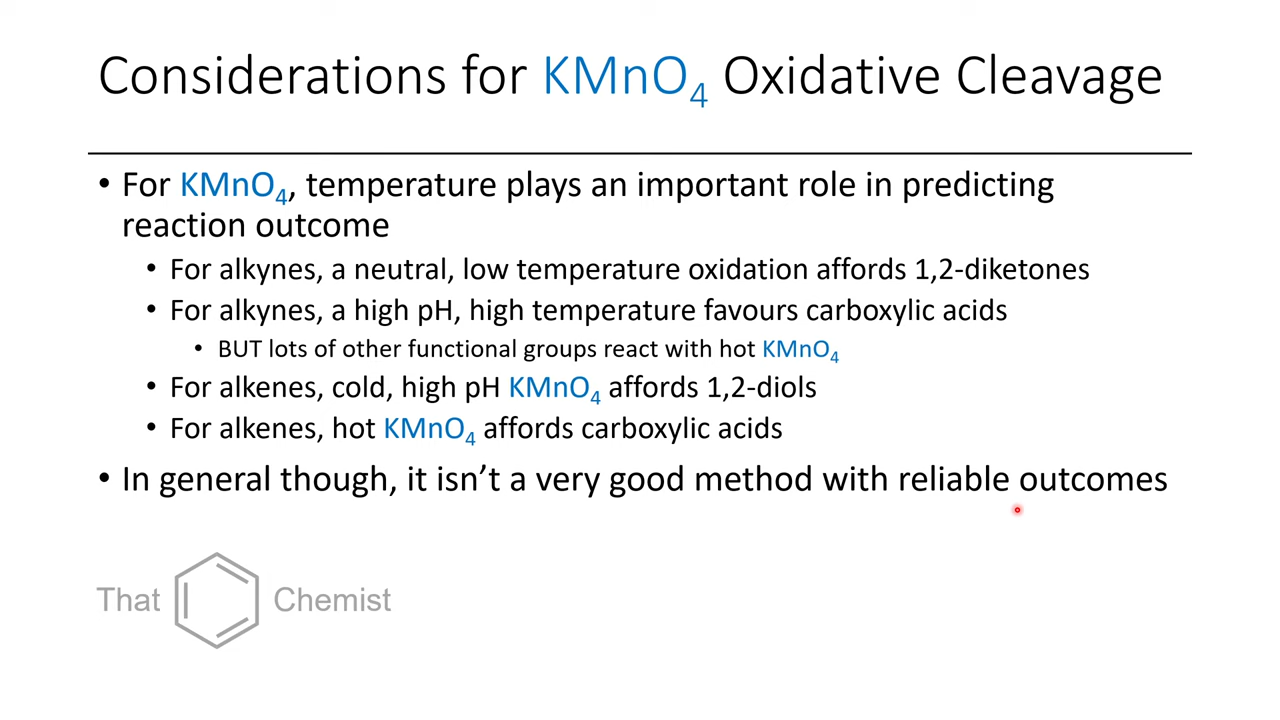 Considerations for KMnO₄ Oxidative Cleavage
• For KMnO₄, temperature plays an important role in predicting
reaction outcome
• For alkynes, a neutral, low temperature oxidation affords 1,2-diketones
• For alkynes, a high pH, high temperature favours carboxylic acids
• BUT lots of other functional groups react with hot KMnO₄
• For alkenes, cold, high pH KMnO₄ affords 1,2-diols
• For alkenes, hot KMnO₄ affords carboxylic acids
• In general though, it isn’t a very good method with reliable outcomes
That Chemist